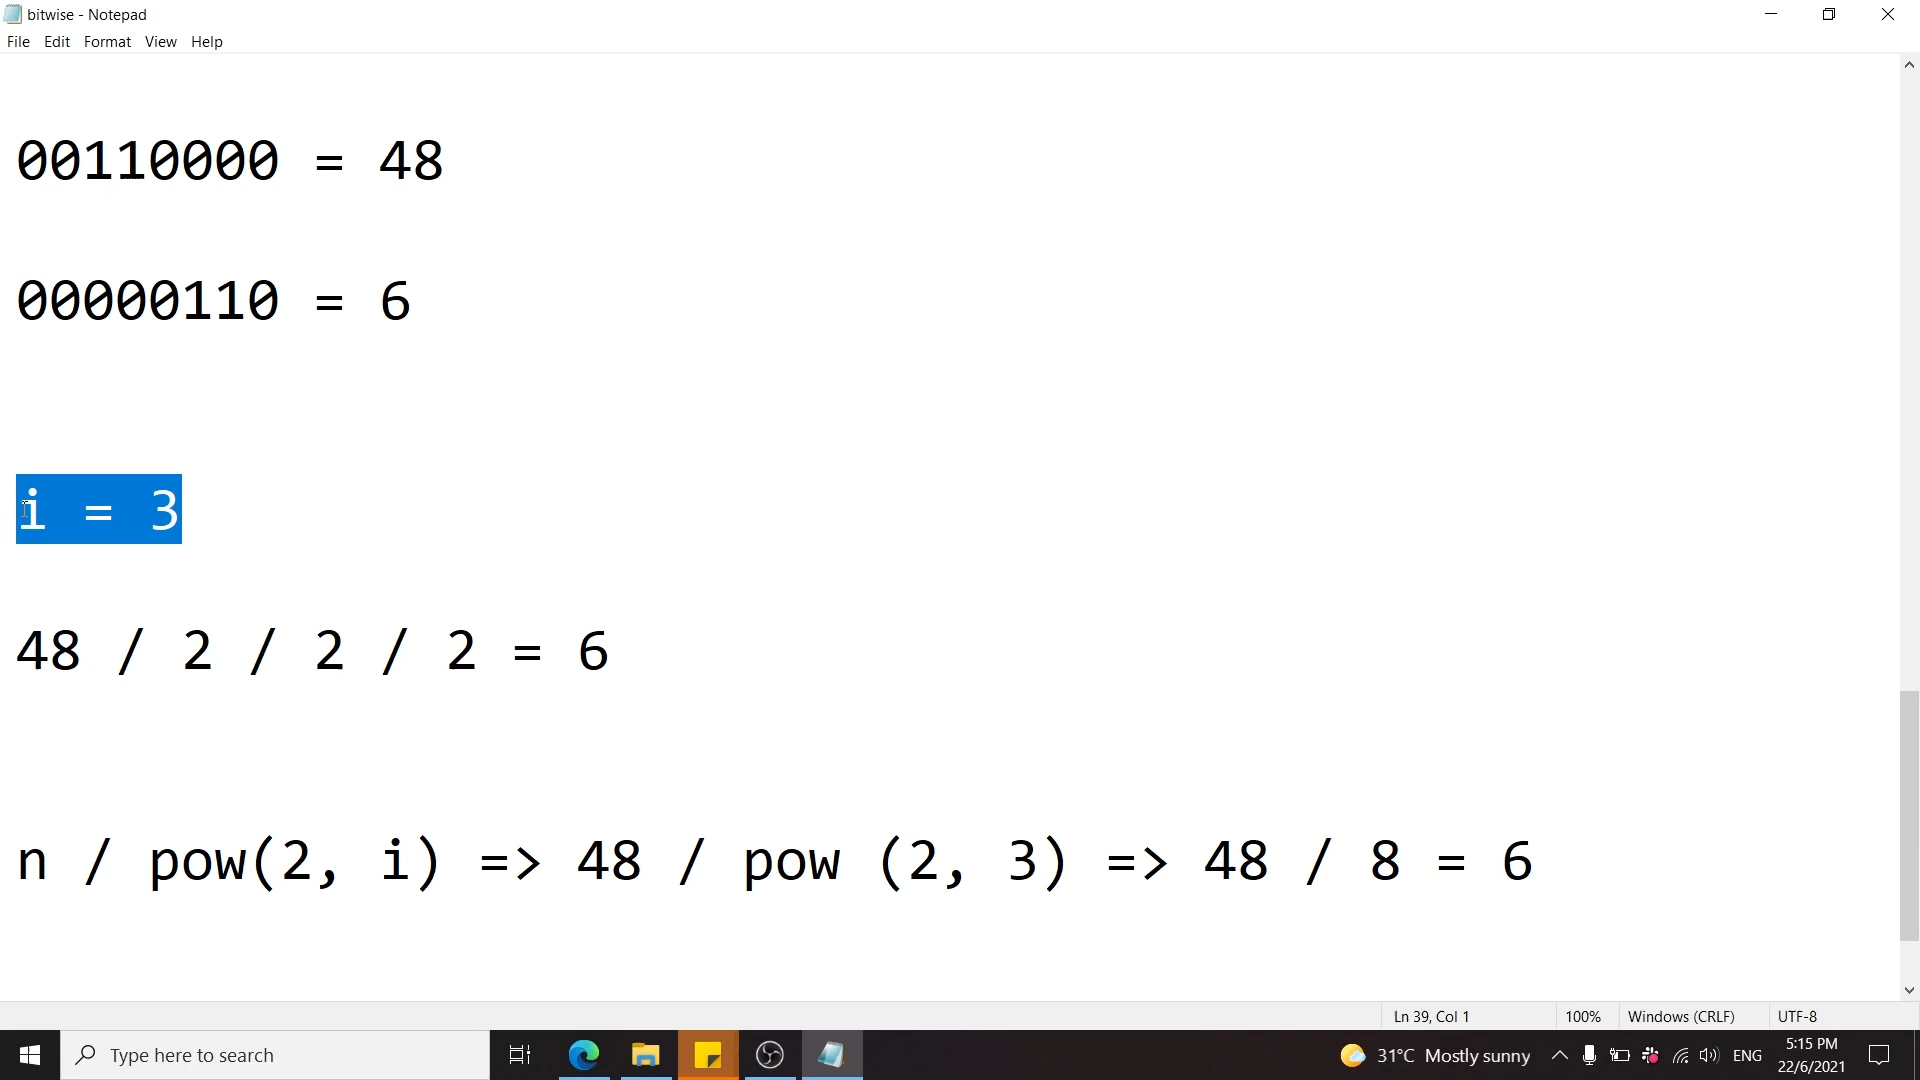 bitwise - Notepad
File Edit Format View Help
00110000 = 48
00000110 = 6
i = 3
48 / 2 / 2 / 2 = 6
n / pow(2, i) => 48 / pow (2, 3) => 48 / 8 = 6
Ln 39, Col 1 100% Windows (CRLF) UTF-8
Type here to search 31°C Mostly sunny ENG 5:15 PM
22/6/2021